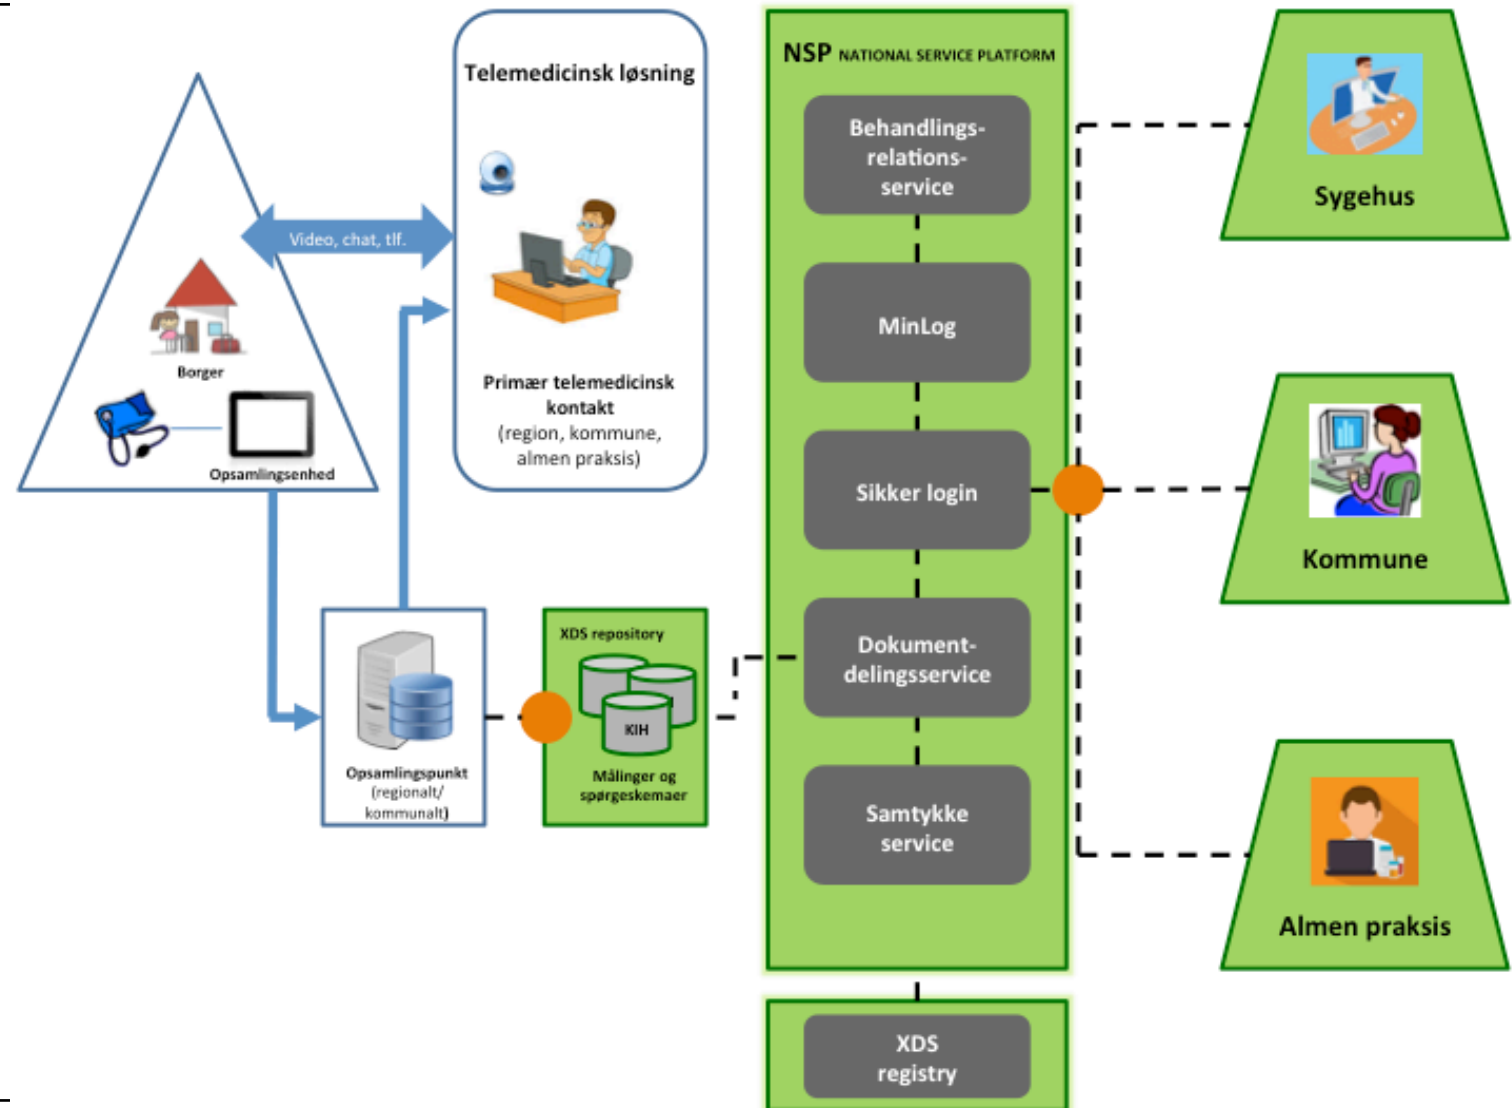 Telemedicinsk løsning
Video, chat, tlf.
Borger
Opsamlingsenhed
Primær telemedicinsk
kontakt
(region, kommune,
almen praksis)
Opsamlingspunkt
(regionalt/
kommunalt)
XDS repository
KIH
Målinger og
spørgeskemaer
NSP NATIONAL SERVICE PLATFORM
Behandlings-
relations-
service
MinLog
Sikker login
Dokument-
delingsservice
Samtykke
service
XDS
registry
Sygehus
Kommune
Almen praksis